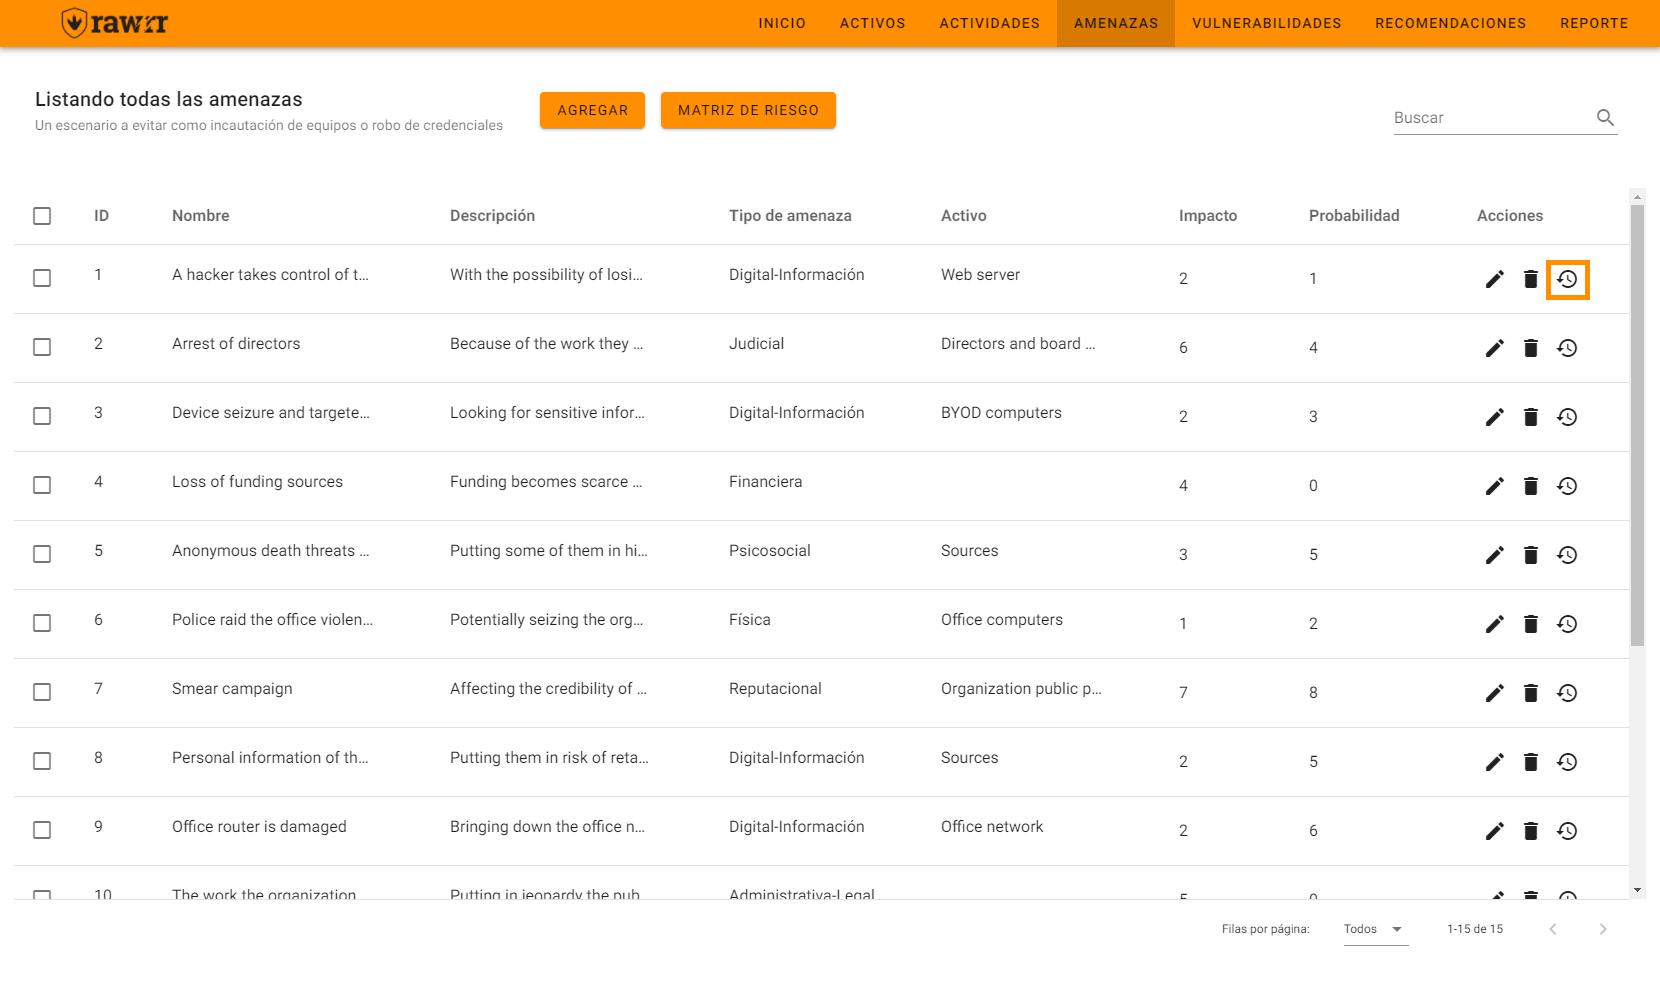 rawrr
INICIO ACTIVOS ACTIVIDADES AMENAZAS VULNERABILIDADES RECOMENDACIONES REPORTE
Listando todas las amenazas
Un escenario a evitar como incautación de equipos o robo de credenciales
AGREGAR MATRIZ DE RIESGO
Buscar
ID Nombre Descripción Tipo de amenaza Activo Impacto Probabilidad Acciones
1 A hacker takes control of t... With the possibility of losi... Digital-Información Web server 2 1
2 Arrest of directors Because of the work they ... Judicial Directors and board ... 6 4
3 Device seizure and targete... Looking for sensitive infor... Digital-Información BYOD computers 2 3
4 Loss of funding sources Funding becomes scarce ... Financiera 4 0
5 Anonymous death threats ... Putting some of them in hi... Psicosocial Sources 3 5
6 Police raid the office violen... Potentially seizing the org... Física Office computers 1 2
7 Smear campaign Affecting the credibility of ... Reputacional Organization public p... 7 8
8 Personal information of th... Putting them in risk of reta... Digital-Información Sources 2 5
9 Office router is damaged Bringing down the office n... Digital-Información Office network 2 6
10 The work the organization Putting in jeopardy the pub Administrativa-Legal
Filas por página: Todos 1-15 de 15